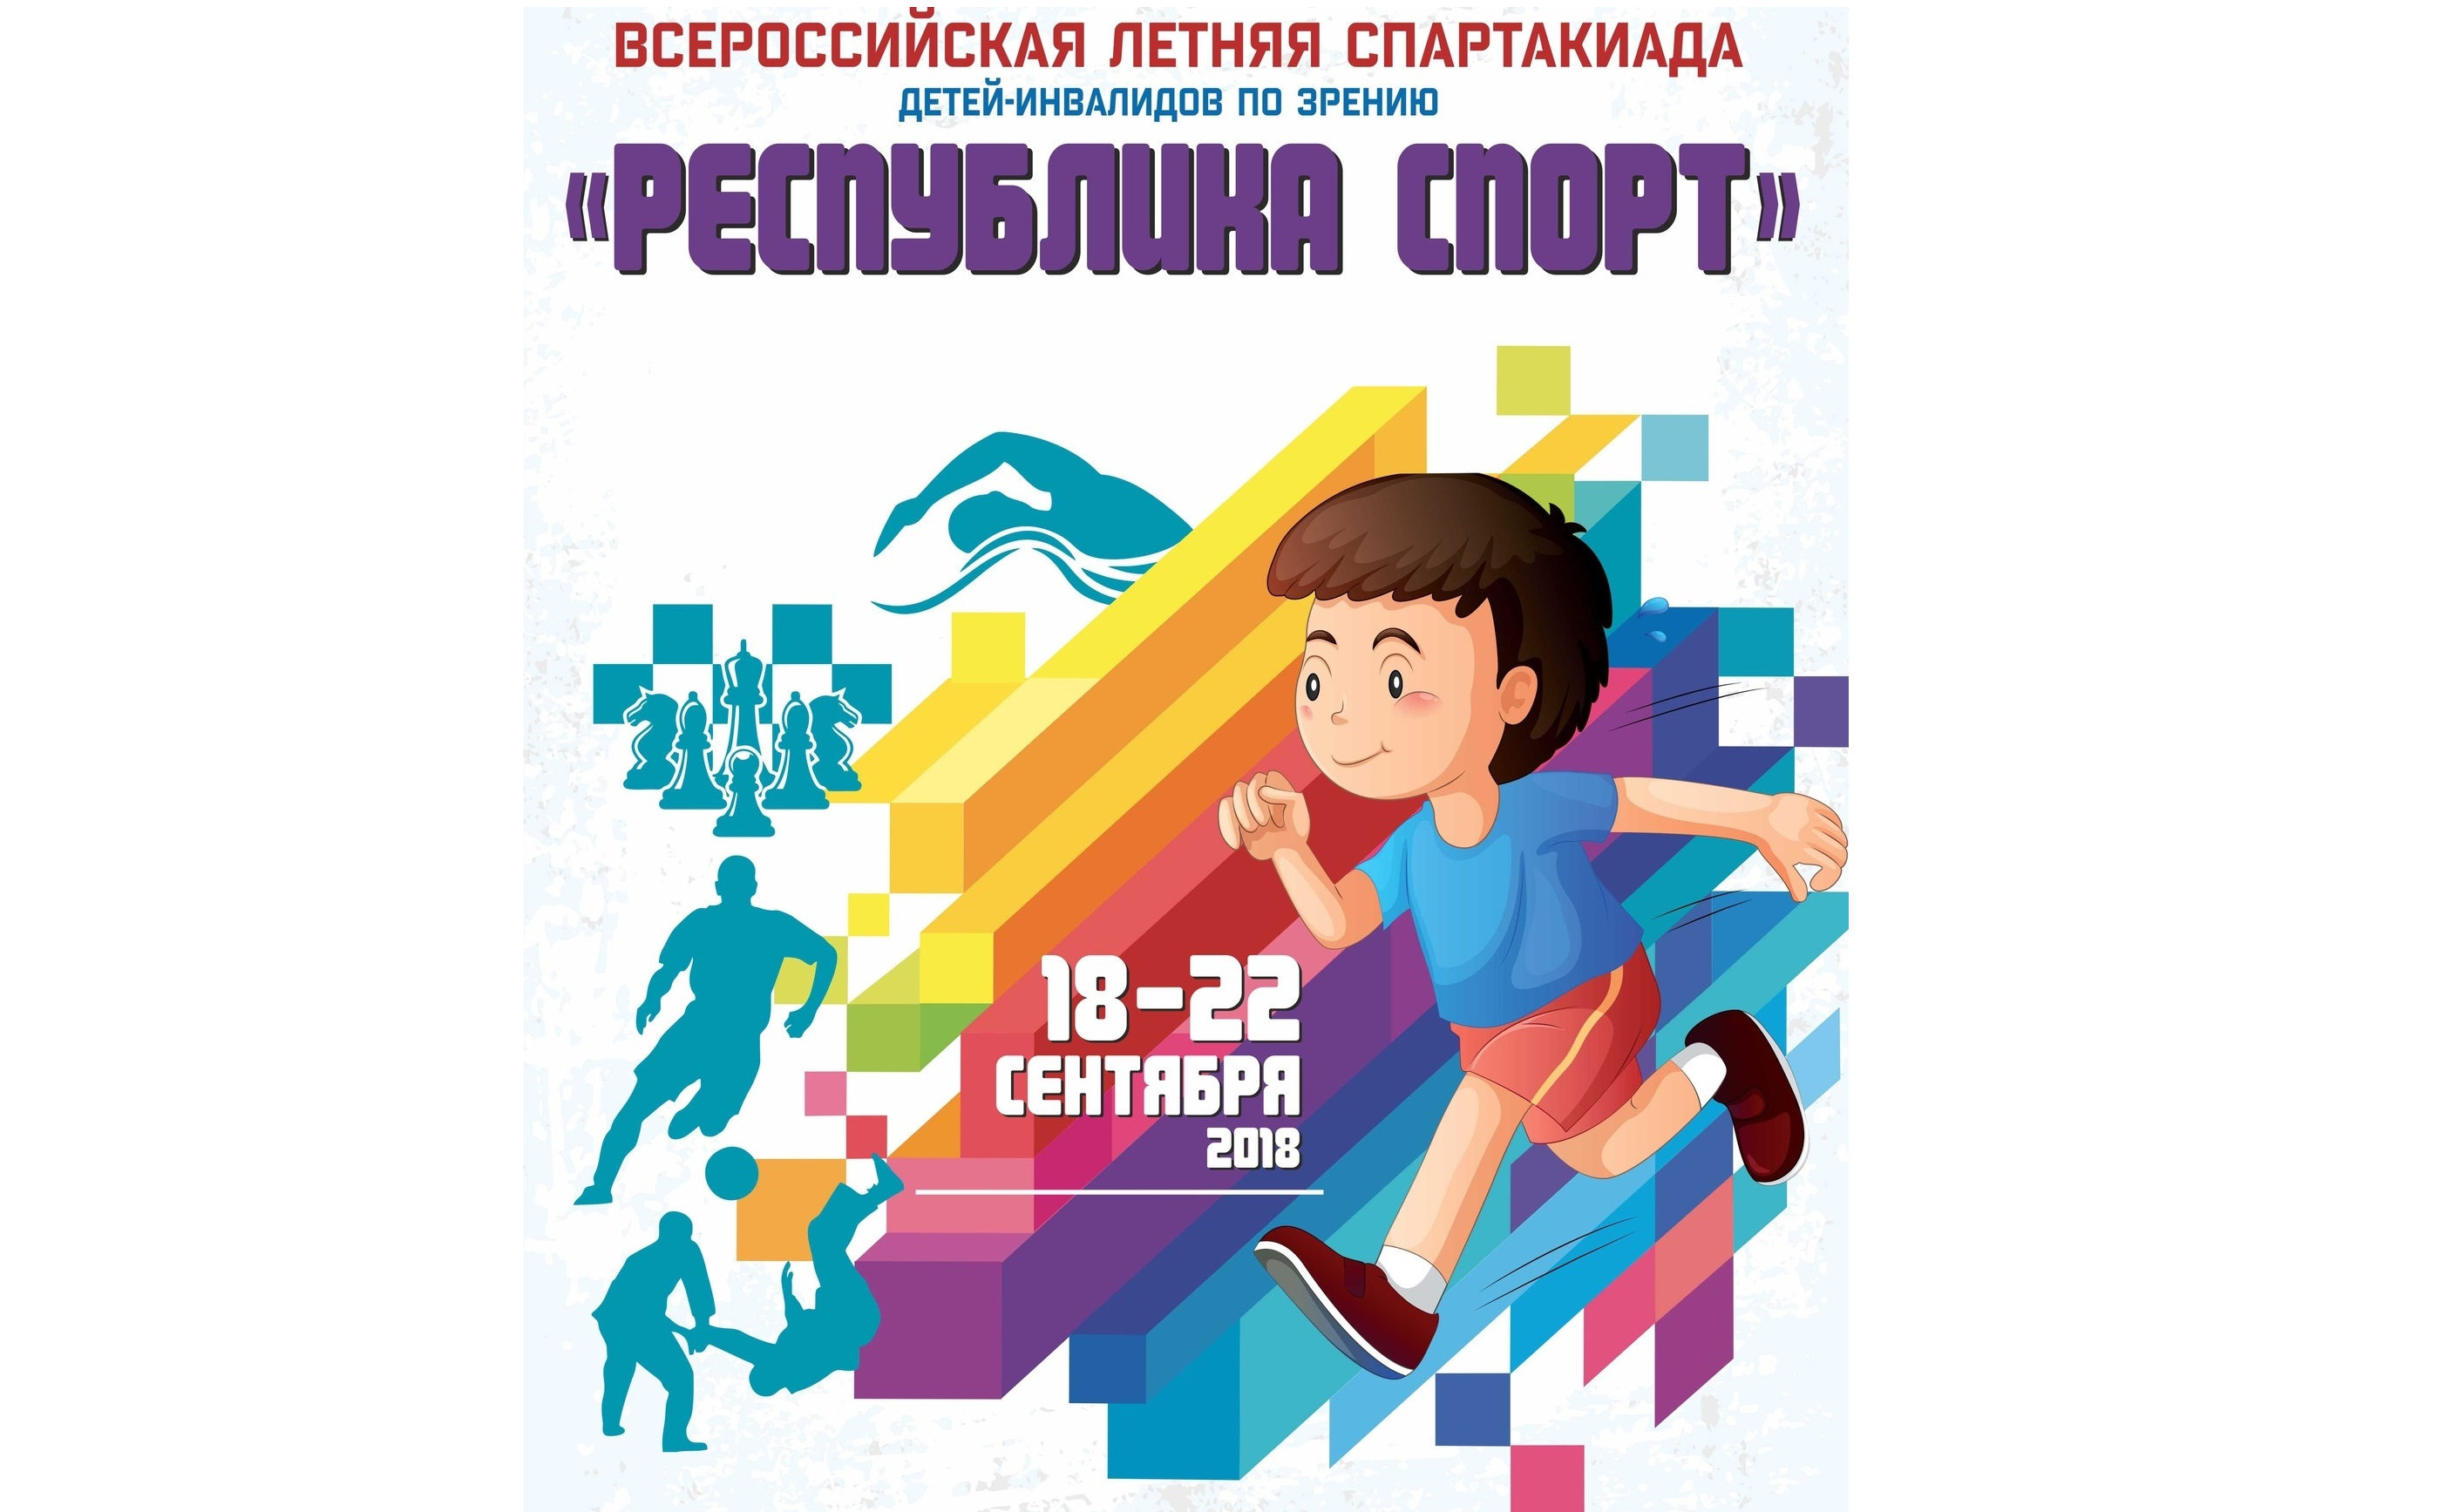 ВСЕРОССИЙСКАЯ ЛЕТНЯЯ СПАРТАКИАДА
ДЕТЕЙ-ИНВАЛИДОВ ПО ЗРЕНИЮ
«РЕСПУБЛИКА СПОРТ»
18-22
СЕНТЯБРЯ
2018